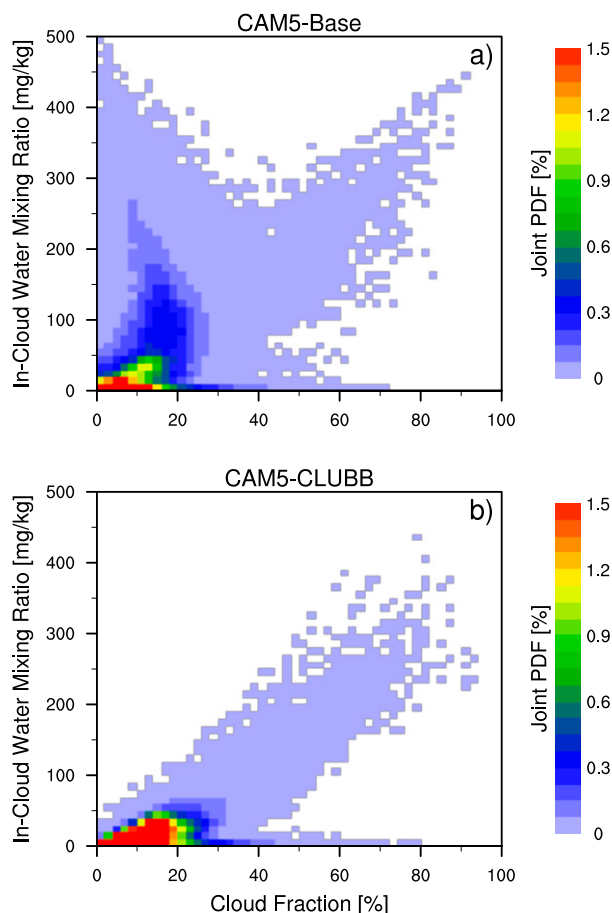 CAM5-Base
a)
In-Cloud Water Mixing Ratio [mg/kg]
500
400
300
200
100
0
0 20 40 60 80 100
1.5
1.2
0.9
0.6
0.3
0
Joint PDF [%]
CAM5-CLUBB
b)
In-Cloud Water Mixing Ratio [mg/kg]
500
400
300
200
100
0
0 20 40 60 80 100
Cloud Fraction [%]
1.5
1.2
0.9
0.6
0.3
0
Joint PDF [%]